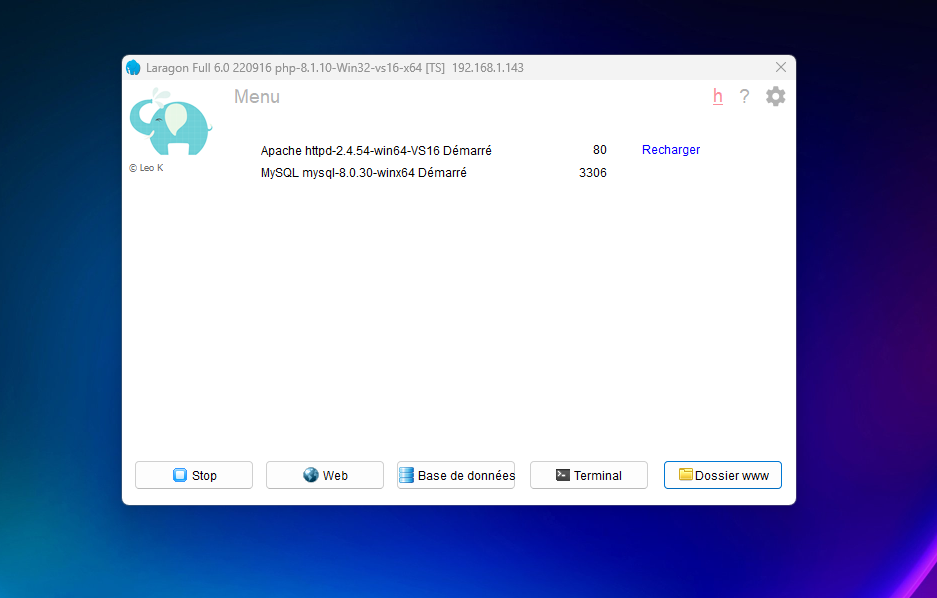 Laragon Full 6.0 220916 php-8.1.10-Win32-vs16-x64 [TS] 192.168.1.143
Menu
h ?
© Leo K
Apache httpd-2.4.54-win64-VS16 Démarré 80 Recharger
MySQL mysql-8.0.30-winx64 Démarré 3306
Stop Web Base de données Terminal Dossier www